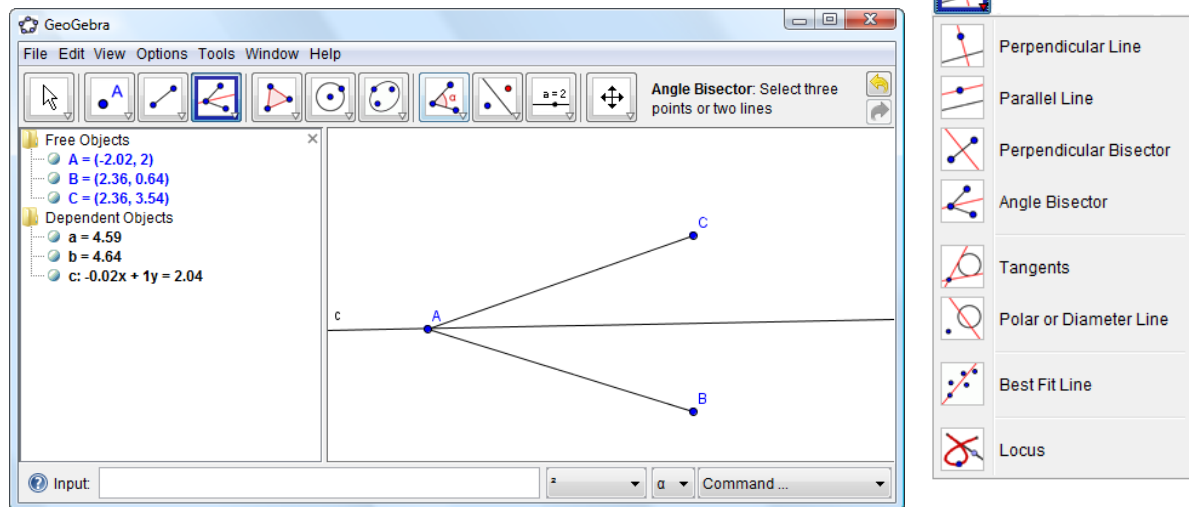 GeoGebra
File Edit View Options Tools Window Help
A
α
a = 2
Angle Bisector: Select three
points or two lines
Free Objects
A = (-2.02, 2)
B = (2.36, 0.64)
C = (2.36, 3.54)
Dependent Objects
a = 4.59
b = 4.64
c: -0.02x + 1y = 2.04
C
c
A
B
Input:
²
α
Command ...
Perpendicular Line
Parallel Line
Perpendicular Bisector
Angle Bisector
Tangents
Polar or Diameter Line
Best Fit Line
Locus